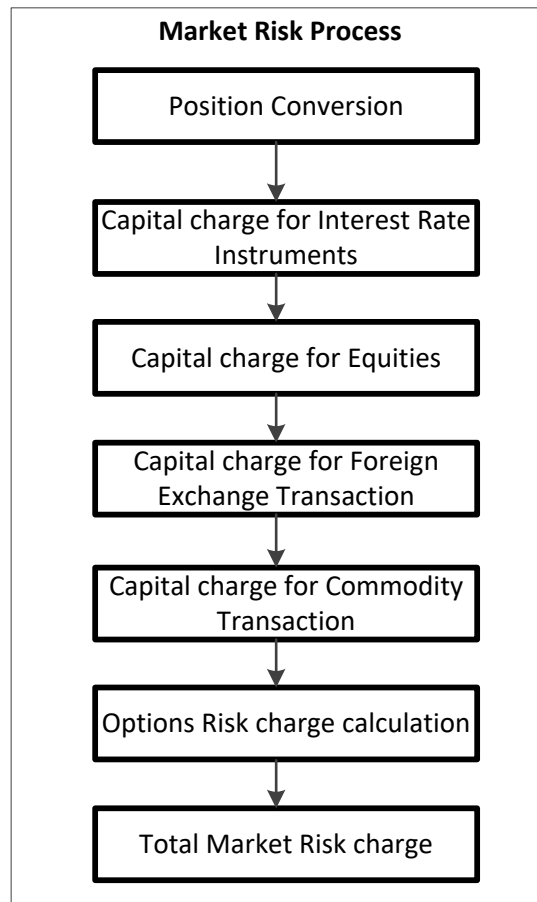 Market Risk Process
Position Conversion
Capital charge for Interest Rate
Instruments
Capital charge for Equities
Capital charge for Foreign
Exchange Transaction
Capital charge for Commodity
Transaction
Options Risk charge calculation
Total Market Risk charge